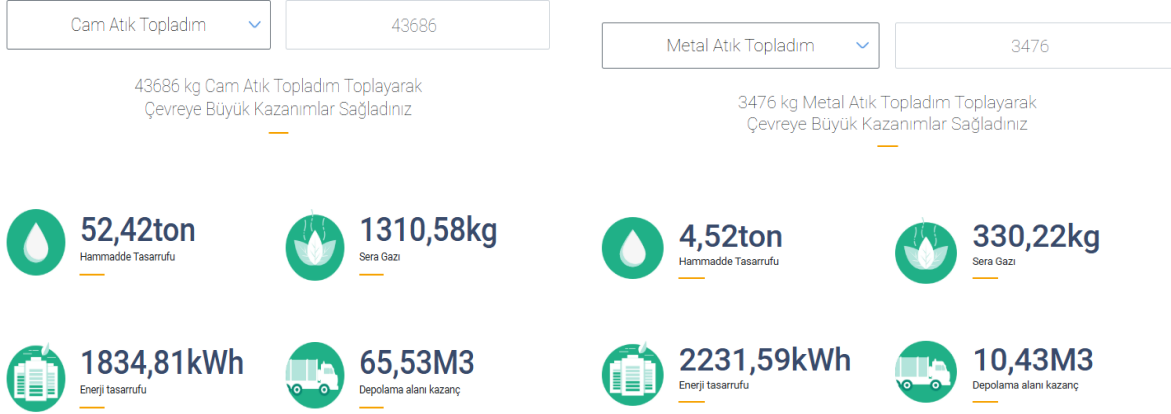 Cam Atık Topladım
43686
43686 kg Cam Atık Topladım Toplayarak
Çevreye Büyük Kazanımlar Sağladınız
52,42ton
Hammadde Tasarrufu
1310,58kg
Sera Gazı
1834,81kWh
Enerji tasarrufu
65,53M3
Depolama alanı kazanç
Metal Atık Topladım
3476
3476 kg Metal Atık Topladım Toplayarak
Çevreye Büyük Kazanımlar Sağladınız
4,52ton
Hammadde Tasarrufu
330,22kg
Sera Gazı
2231,59kWh
Enerji tasarrufu
10,43M3
Depolama alanı kazanç